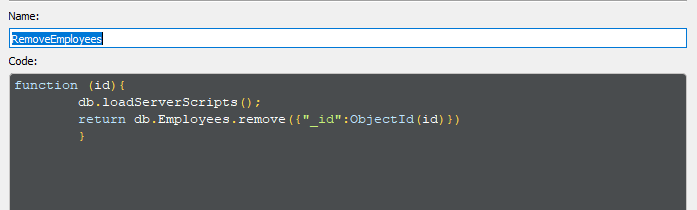 Name:
RemoveEmployees
Code:
function (id){
        db.loadServerScripts();
        return db.Employees.remove({"_id":ObjectId(id)})
        }